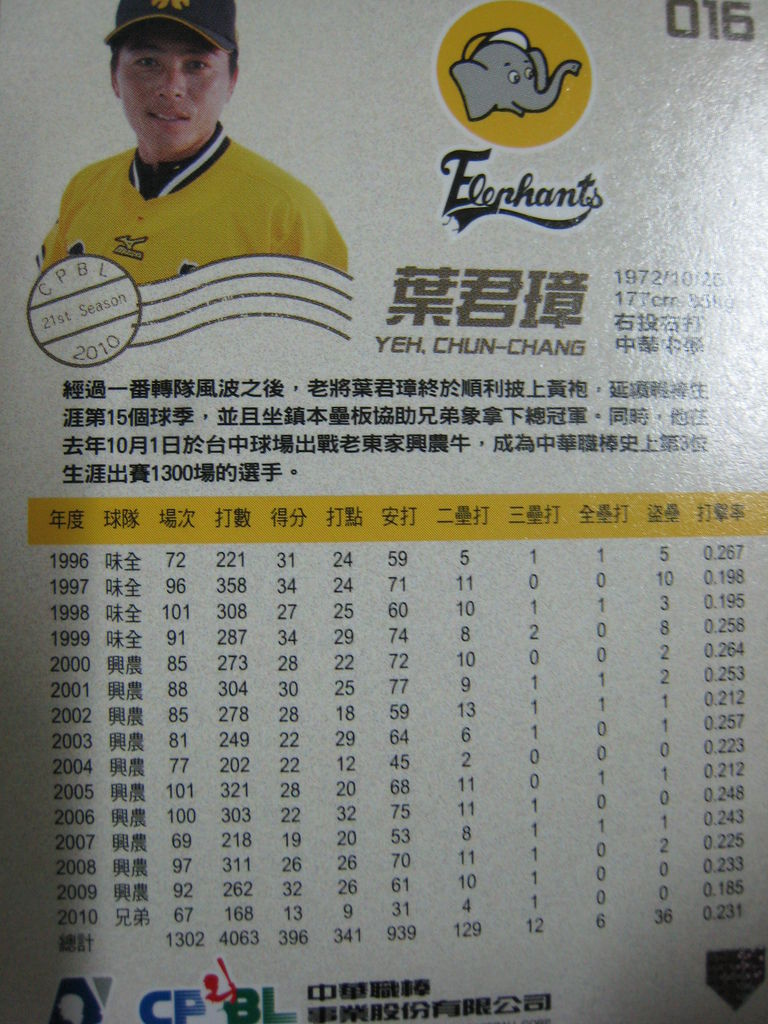 016
Elephants
CPBL
21st Season
2010
葉君璋
YEH, CHUN-CHANG
1972/10/26
177cm
右投右打
中華中學
經過一番轉隊風波之後，老將葉君璋終於順利披上黃袍，延續職棒生
涯第15個球季，並且坐鎮本壘板協助兄弟象拿下總冠軍。同時，他在
去年10月1日於台中球場出戰老東家興農牛，成為中華職棒史上第3位
生涯出賽1300場的選手。
年度 球隊 場次 打數 得分 打點 安打 二壘打 三壘打 全壘打 盜壘 打擊率
1996 味全 72 221 31 24 59 5 1 1 5 0.267
1997 味全 96 358 34 24 71 11 0 0 10 0.198
1998 味全 101 308 27 25 60 10 1 1 3 0.195
1999 味全 91 287 34 29 74 8 2 0 8 0.258
2000 興農 85 273 28 22 72 10 0 0 2 0.264
2001 興農 88 304 30 25 77 9 1 1 2 0.253
2002 興農 85 278 28 18 59 13 1 1 1 0.212
2003 興農 81 249 22 29 64 6 1 0 1 0.257
2004 興農 77 202 22 12 45 2 0 0 0 0.223
2005 興農 101 321 28 20 68 11 0 1 1 0.212
2006 興農 100 303 22 32 75 11 1 0 0 0.248
2007 興農 69 218 19 20 53 8 1 1 1 0.243
2008 興農 97 311 26 26 70 11 1 0 2 0.225
2009 興農 92 262 32 26 61 10 1 0 0 0.233
2010 兄弟 67 168 13 9 31 4 1 0 0 0.185
總計 1302 4063 396 341 939 129 12 6 36 0.231
CPBL 中華職棒
事業股份有限公司